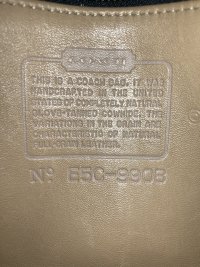 COACH
THIS IS A COACH BAG. IT WAS
HANDCRAFTED IN THE UNITED
STATES OF COMPLETELY NATURAL
GLOVE-TANNED COWHIDE. THE
VARIATIONS IN THE GRAIN ARE
CHARACTERISTIC OF NATURAL
FULL-GRAIN LEATHER.
Nº E5C-9908